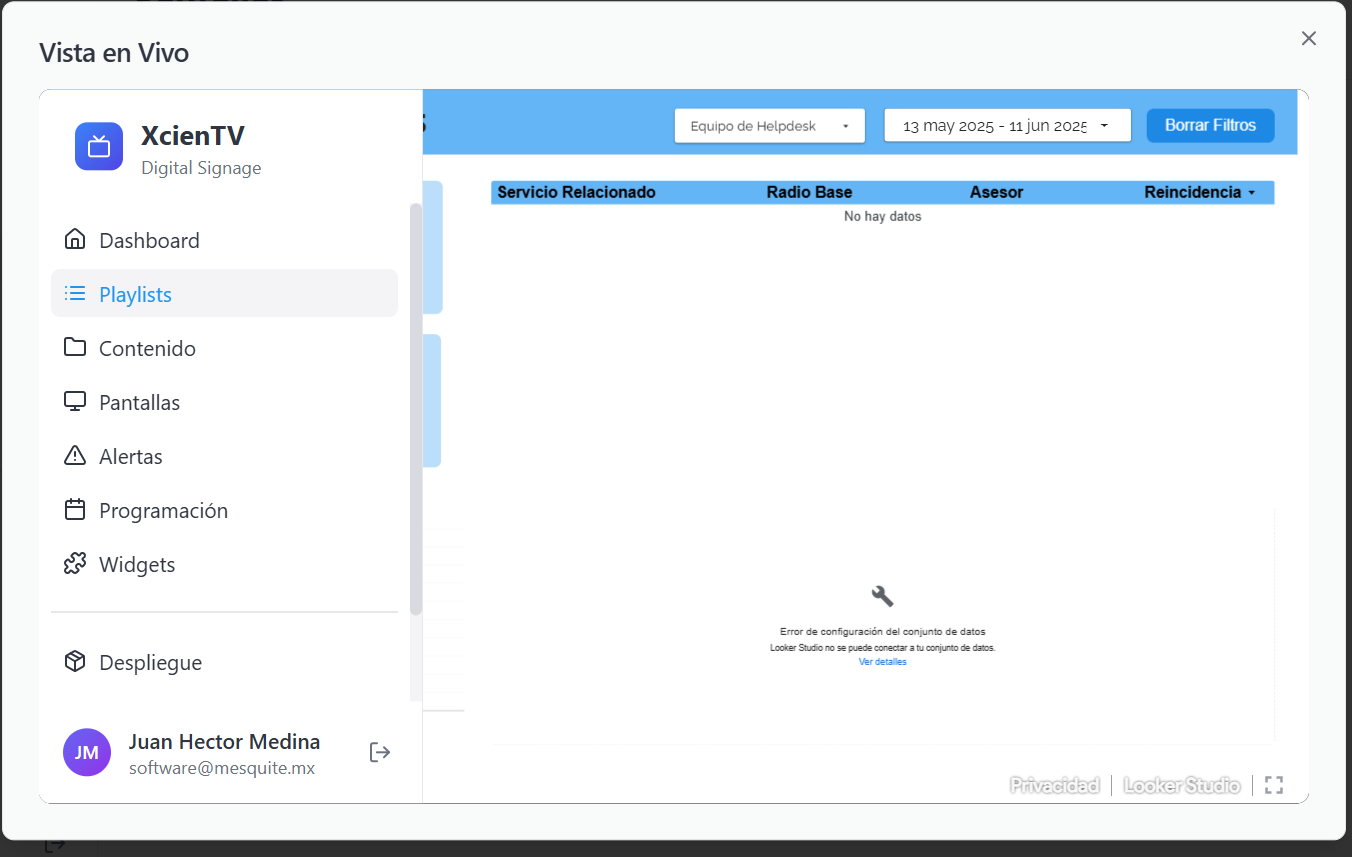 Vista en Vivo
XcienTV
Digital Signage
Dashboard
Playlists
Contenido
Pantallas
Alertas
Programación
Widgets
Despliegue
JM
Juan Hector Medina
software@mesquite.mx
Equipo de Helpdesk
13 may 2025 - 11 jun 2025
Borrar Filtros
Servicio Relacionado Radio Base Asesor Reincidencia
No hay datos
Error de configuración del conjunto de datos
Looker Studio no se puede conectar a tu conjunto de datos.
Ver detalles
Privacidad
Looker Studio